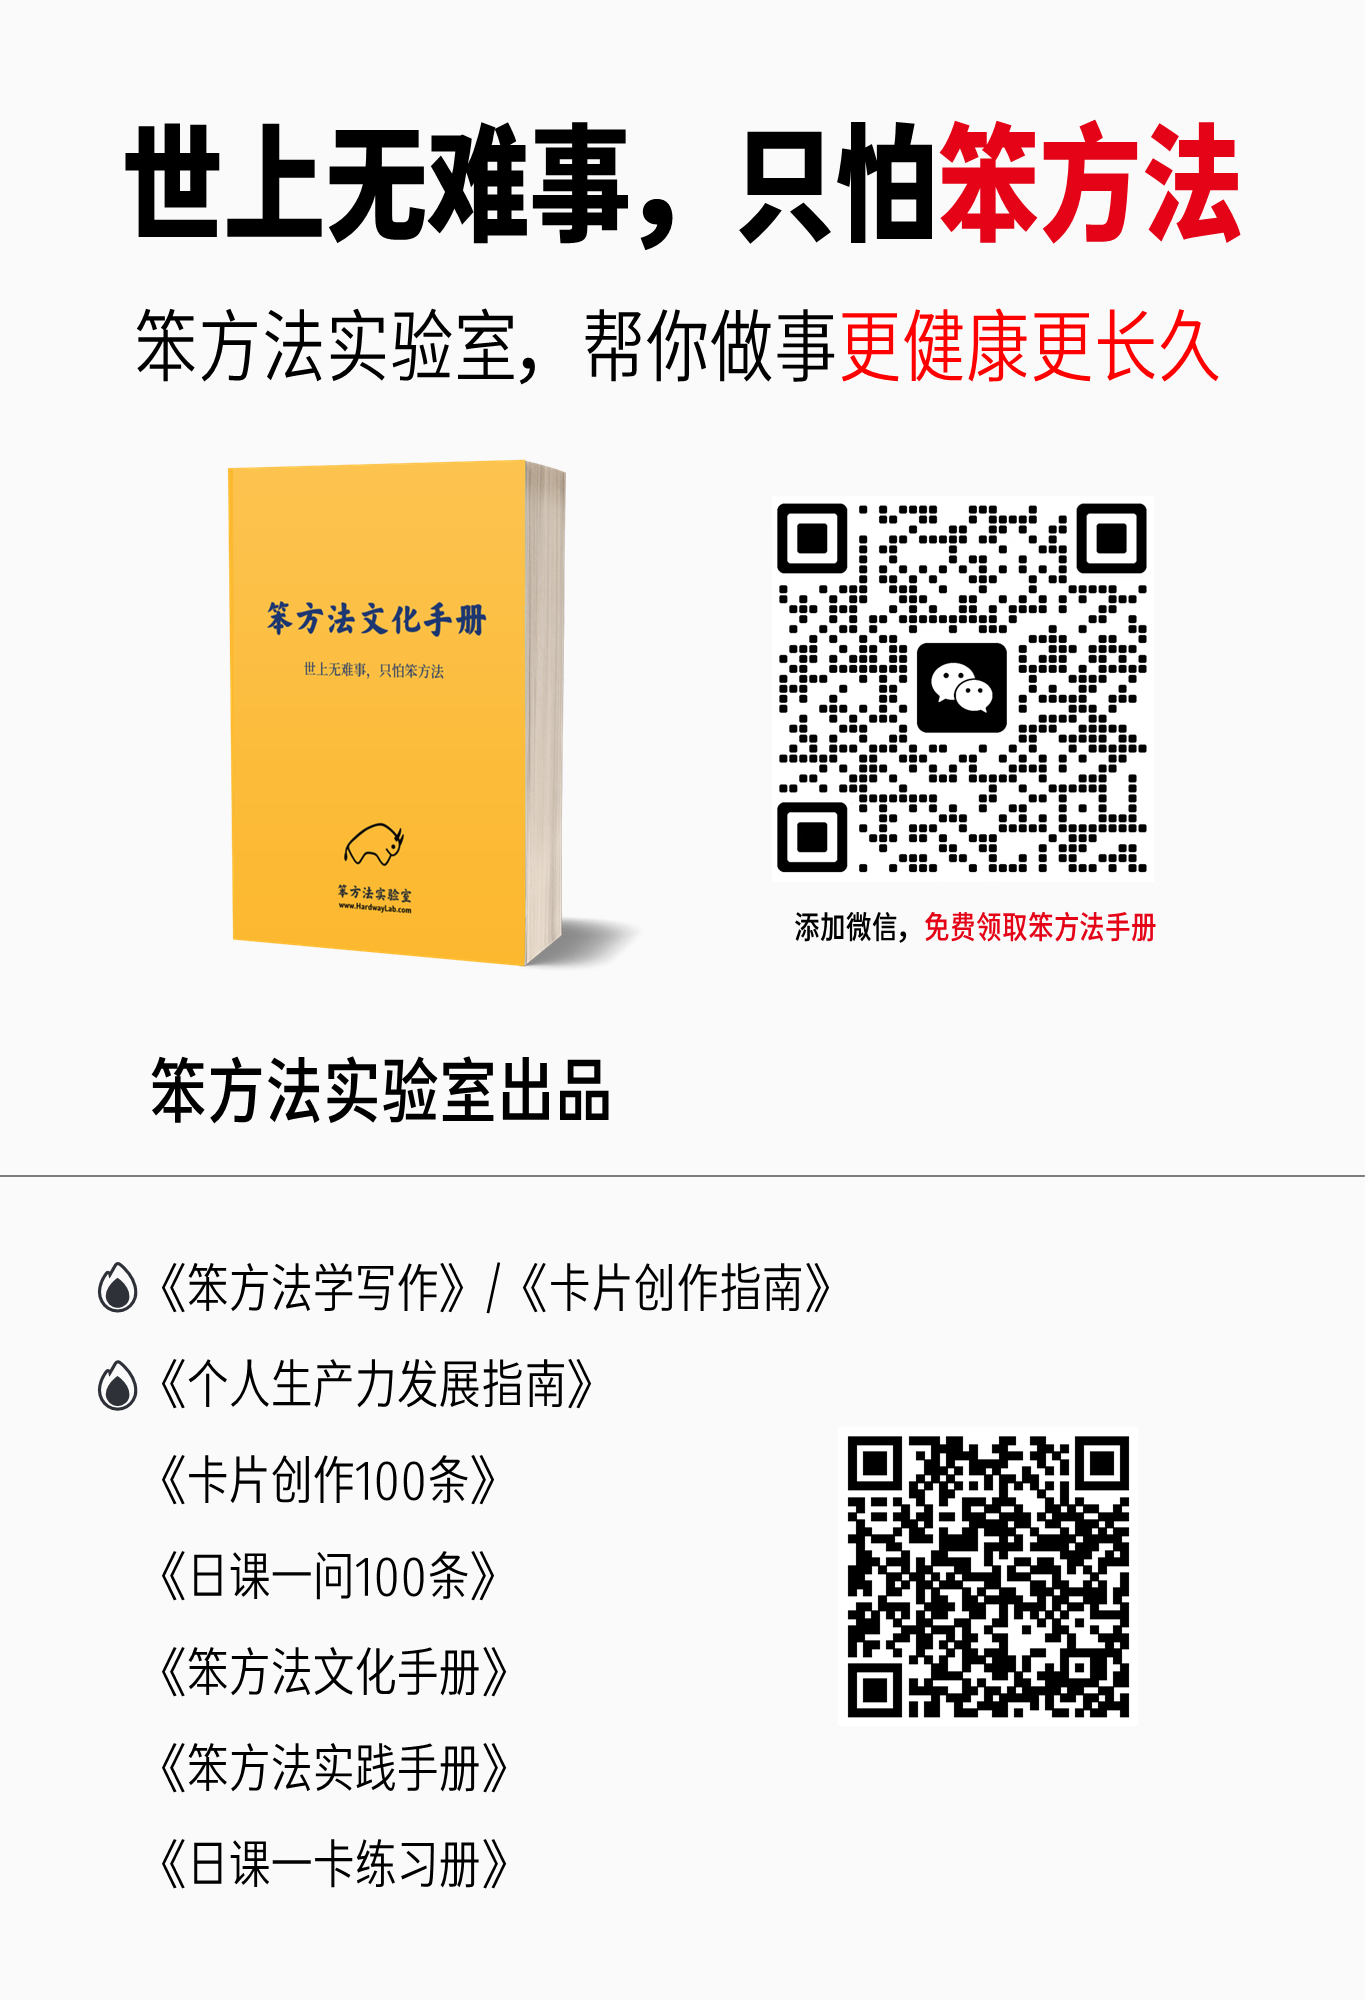 世上无难事，只怕笨方法
笨方法实验室，帮你做事更健康更长久
笨方法文化手册
世上无难事，只怕笨方法
笨方法实验室
www.HardwayLab.com
添加微信，免费领取笨方法手册
笨方法实验室出品
《笨方法学写作》/《卡片创作指南》
《个人生产力发展指南》
《卡片创作100条》
《日课一问100条》
《笨方法文化手册》
《笨方法实践手册》
《日课一卡练习册》